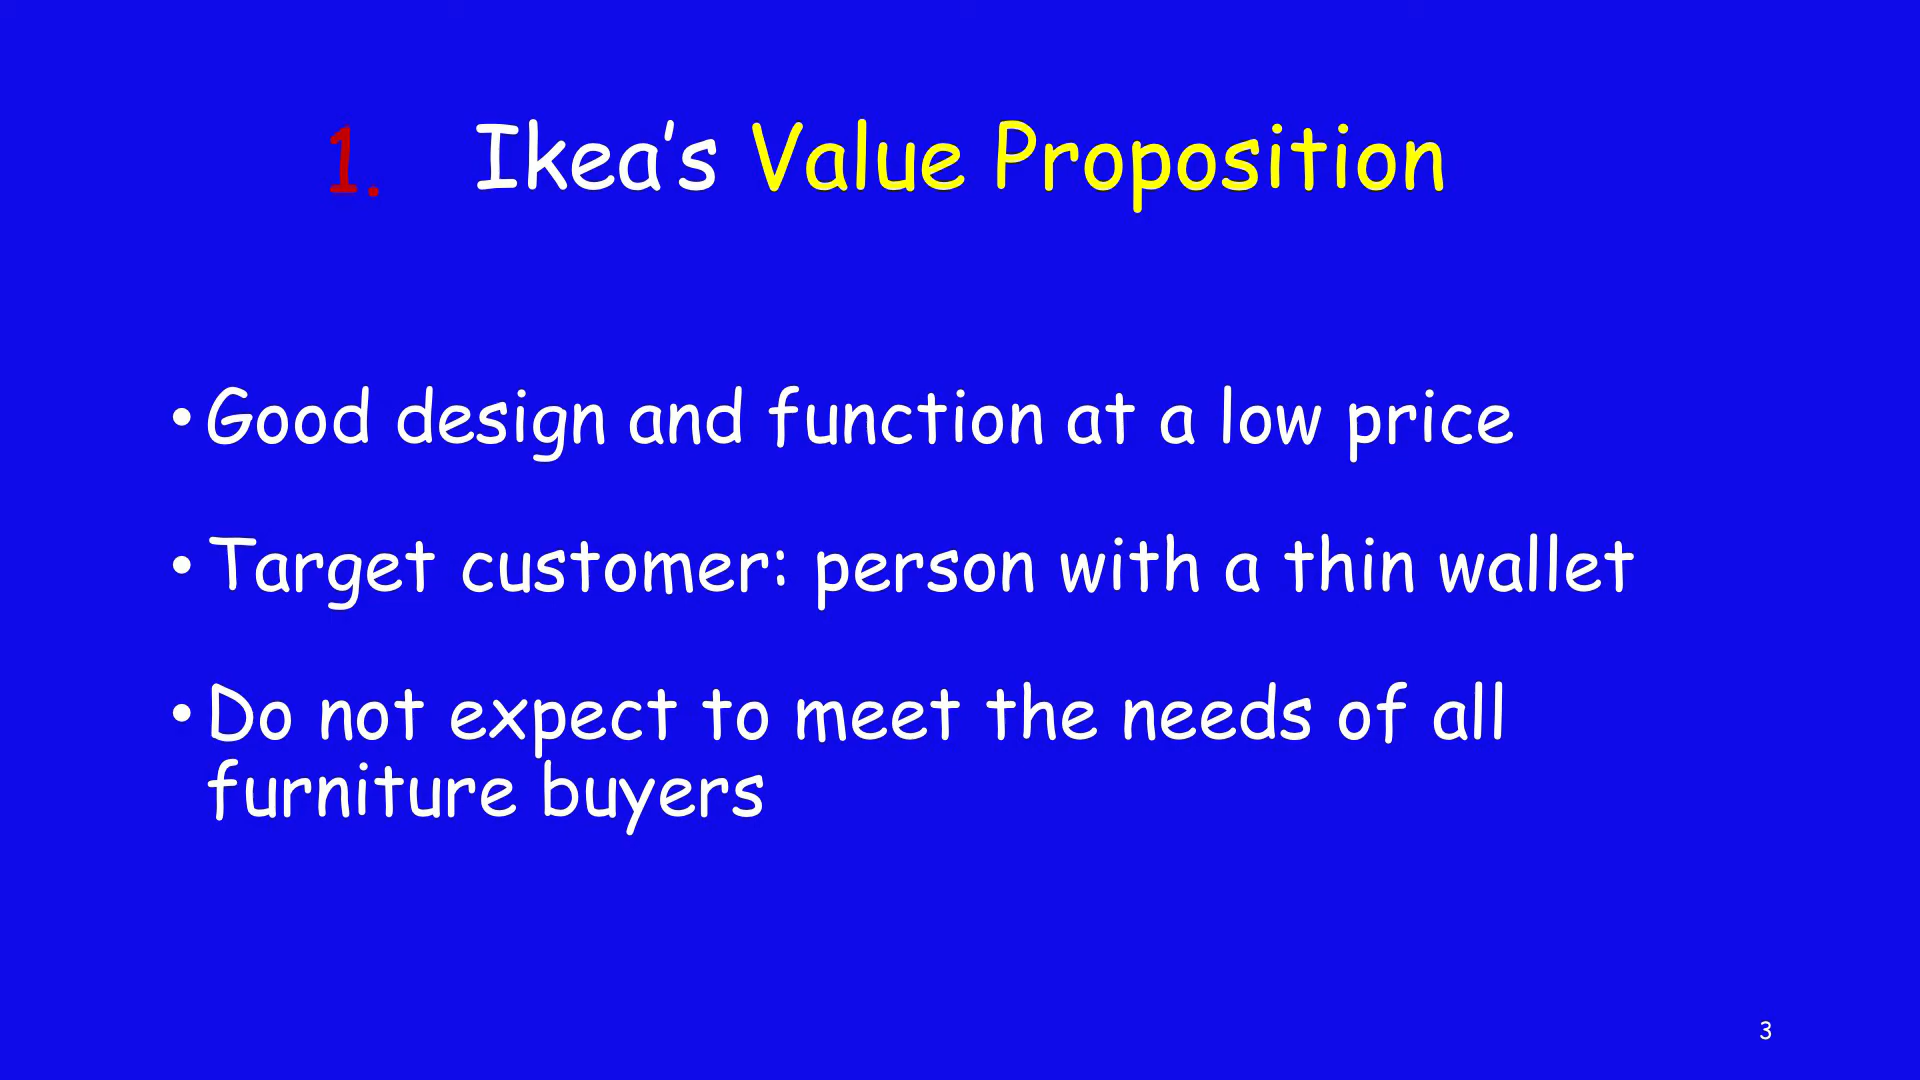 1. Ikea’s Value Proposition
• Good design and function at a low price
• Target customer: person with a thin wallet
• Do not expect to meet the needs of all
furniture buyers
3